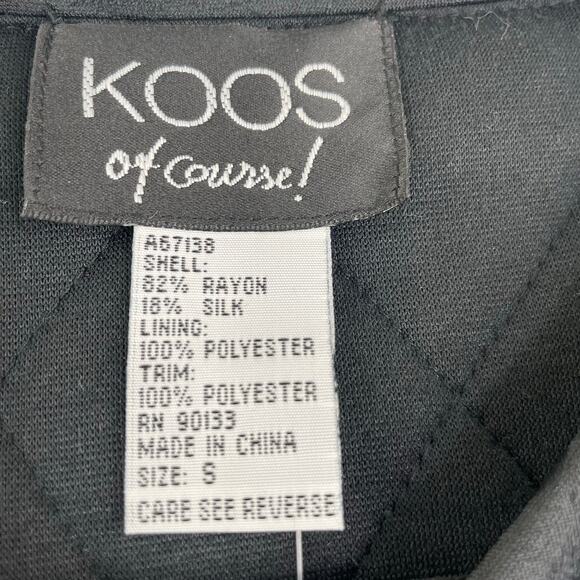 KOOS
of Course!
A67138
SHELL:
82% RAYON
18% SILK
LINING:
100% POLYESTER
TRIM:
100% POLYESTER
RN 90133
MADE IN CHINA
SIZE: S
CARE SEE REVERSE